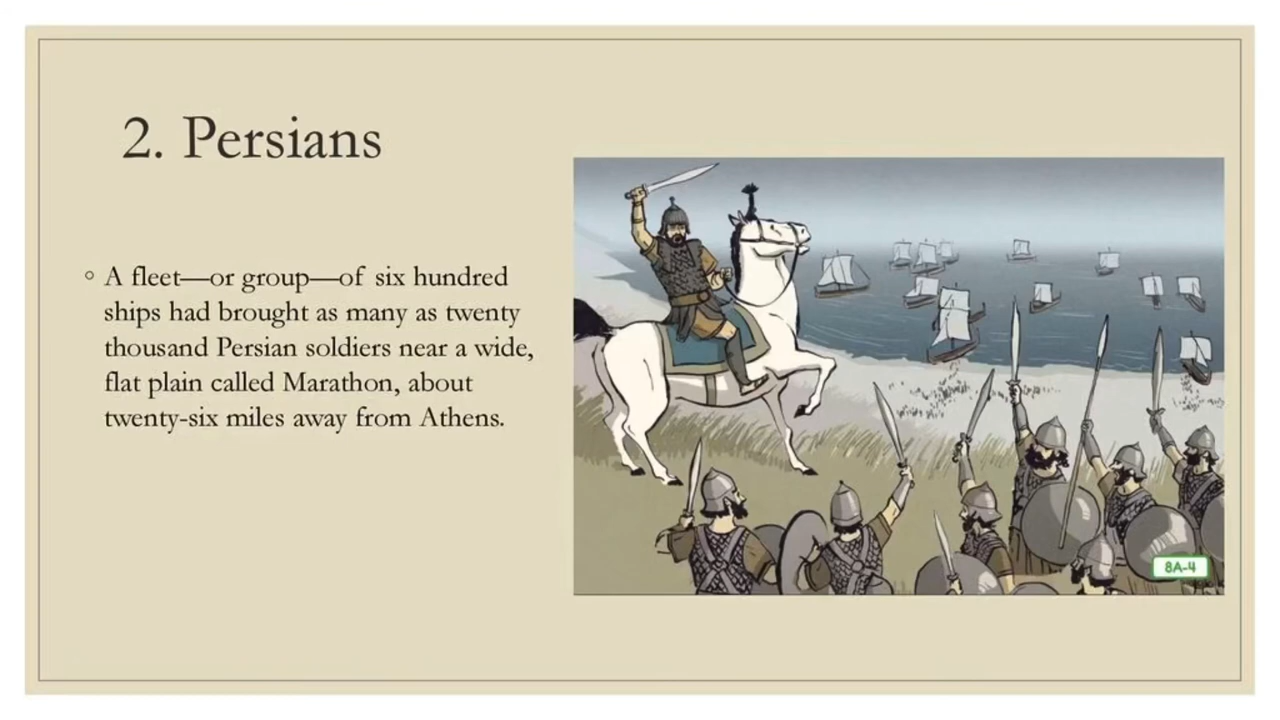 2. Persians
◦ A fleet—or group—of six hundred
ships had brought as many as twenty
thousand Persian soldiers near a wide,
flat plain called Marathon, about
twenty-six miles away from Athens.
8A-4